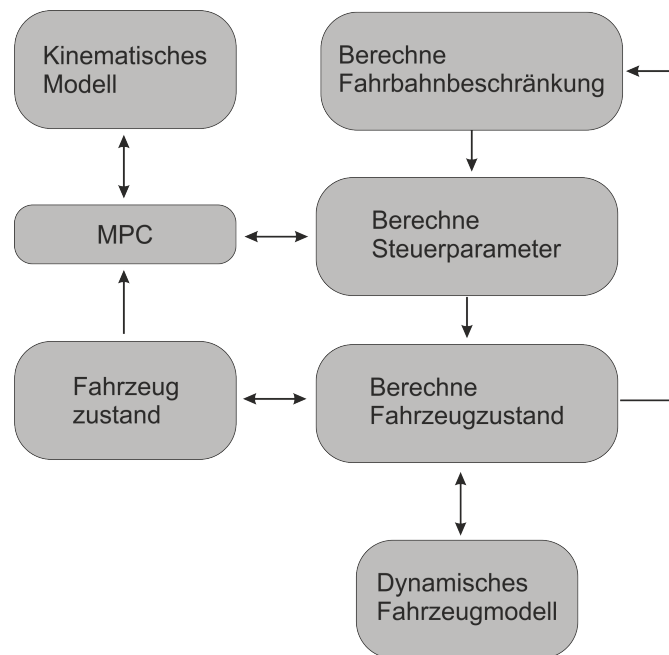 Kinematisches
Modell
Berechne
Fahrbahnbeschränkung
MPC
Berechne
Steuerparameter
Fahrzeug
zustand
Berechne
Fahrzeugzustand
Dynamisches
Fahrzeugmodell